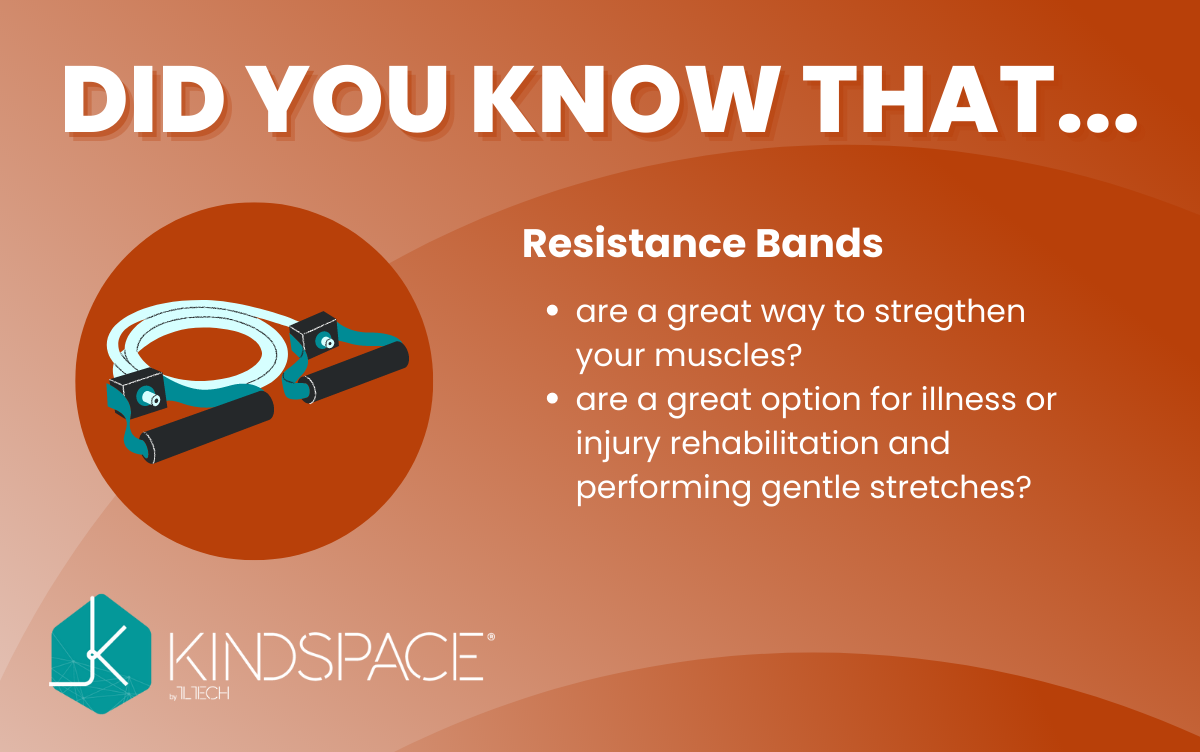 DID YOU KNOW THAT...
Resistance Bands
• are a great way to stregthen
your muscles?
• are a great option for illness or
injury rehabilitation and
performing gentle stretches?
KINDSPACE®
by 1LTECH